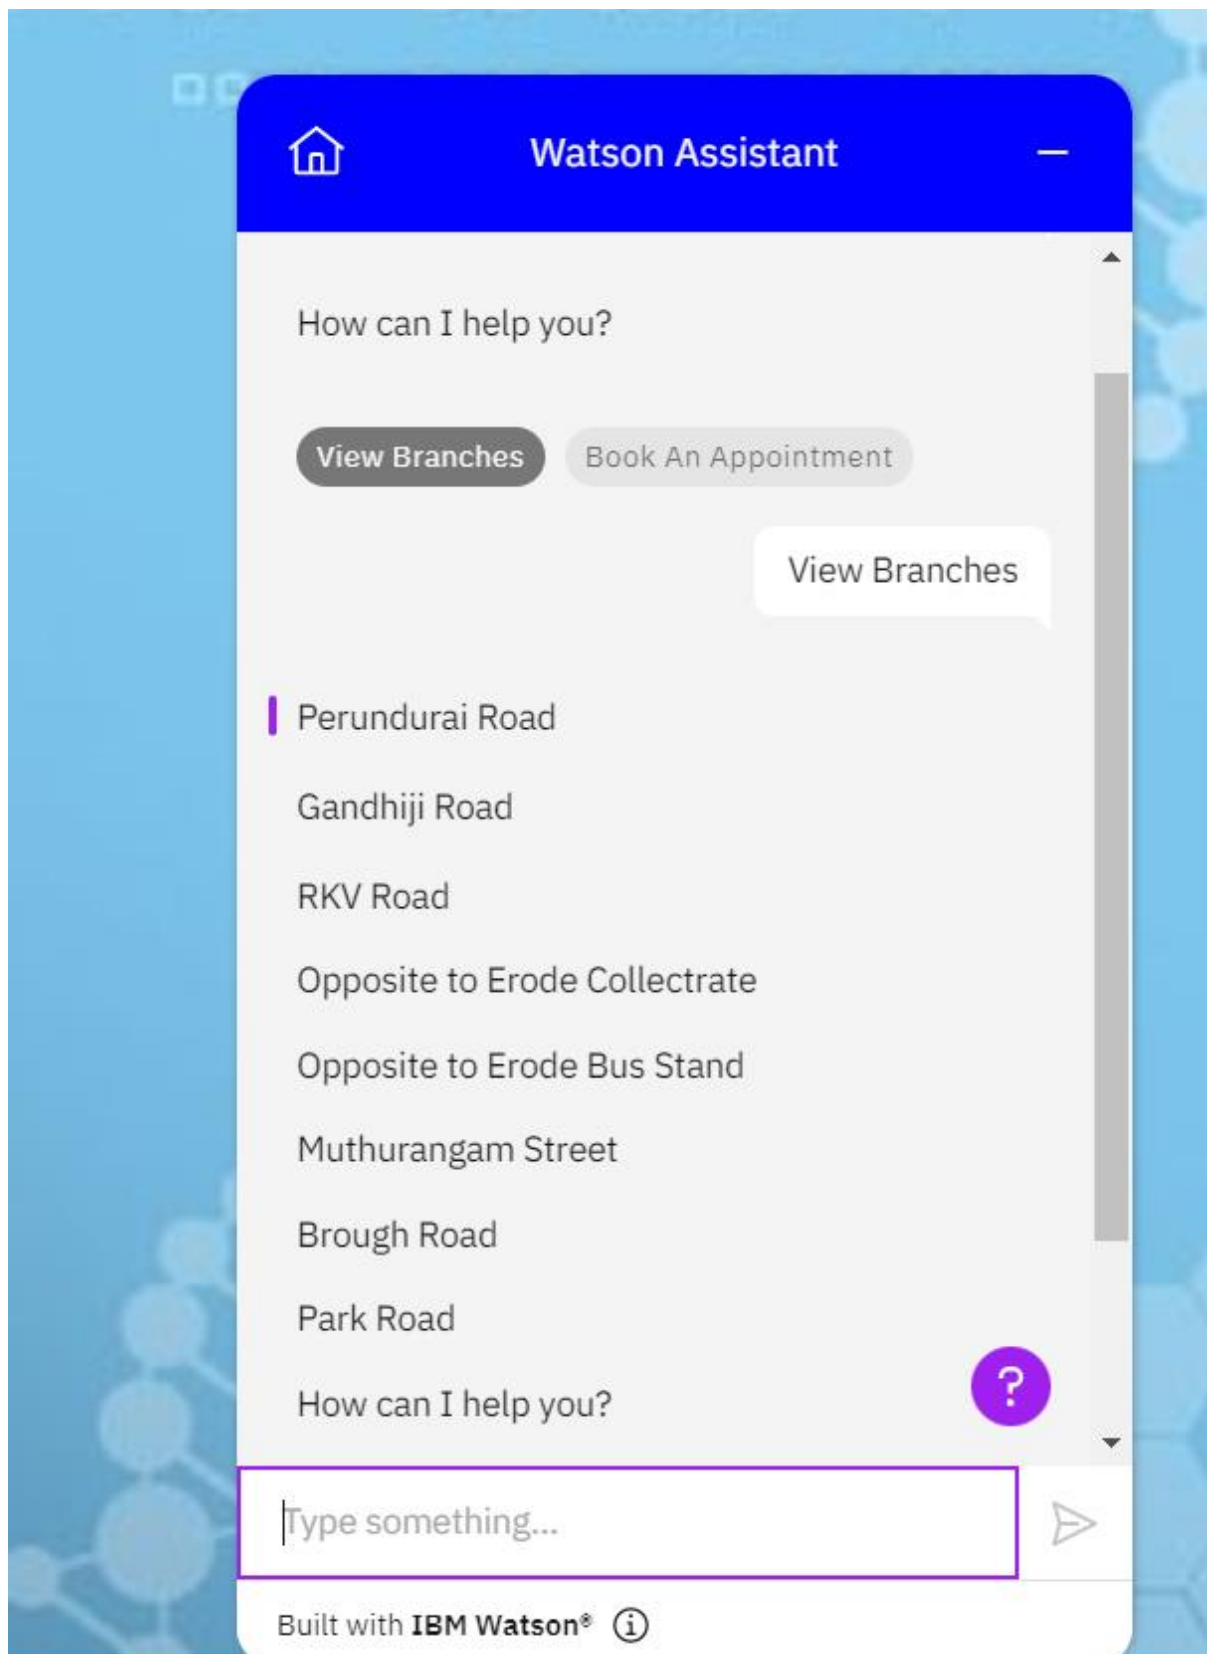 Watson Assistant
How can I help you?
View Branches Book An Appointment
View Branches
Perundurai Road
Gandhiji Road
RKV Road
Opposite to Erode Collectrate
Opposite to Erode Bus Stand
Muthurangam Street
Brough Road
Park Road
How can I help you?
?
Type something...
Built with IBM Watson®